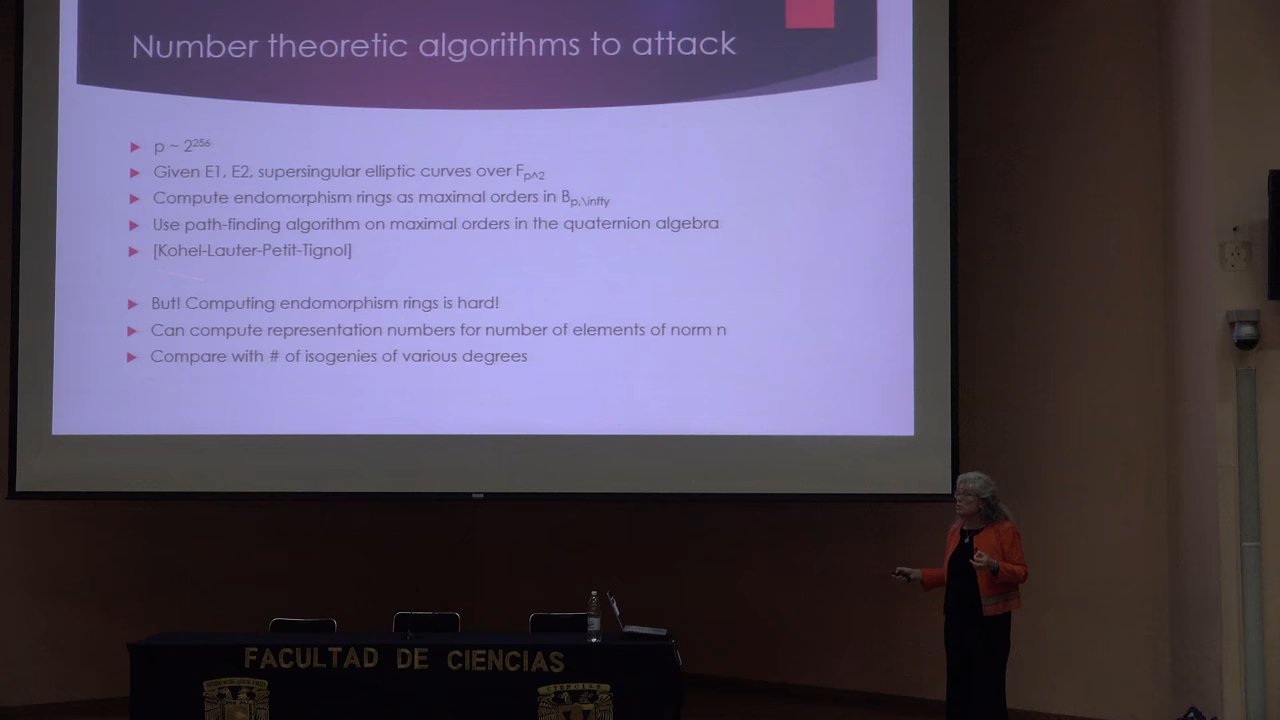 Number theoretic algorithms to attack
p ~ 2^256
Given E1, E2, supersingular elliptic curves over F_p^2
Compute endomorphism rings as maximal orders in B_p,\infty
Use path-finding algorithm on maximal orders in the quaternion algebra
[Kohel-Lauter-Petit-Tignol]
But! Computing endomorphism rings is hard!
Can compute representation numbers for number of elements of norm n
Compare with # of isogenies of various degrees
FACULTAD DE CIENCIAS